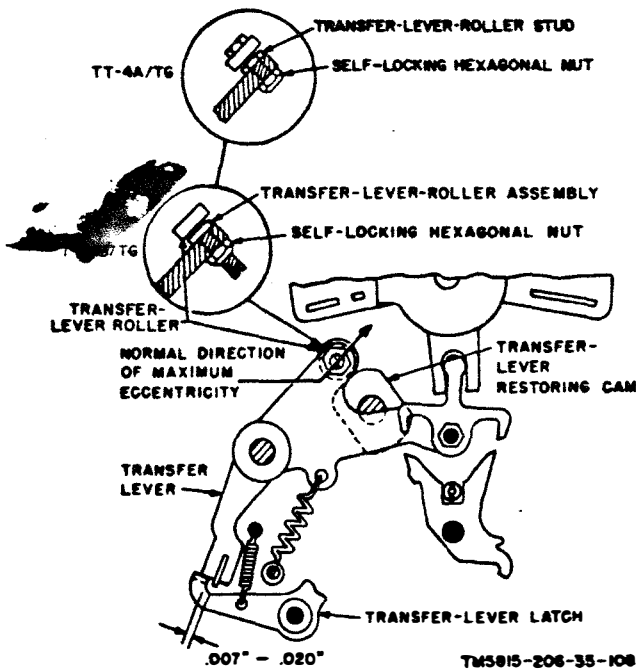 TRANSFER-LEVER-ROLLER STUD
TT-4A/TG
SELF-LOCKING HEXAGONAL NUT
TRANSFER-LEVER-ROLLER ASSEMBLY
SELF-LOCKING HEXAGONAL NUT
TRANSFER-
LEVER ROLLER
NORMAL DIRECTION
OF MAXIMUM
ECCENTRICITY
TRANSFER-
LEVER
RESTORING CAM
TRANSFER
LEVER
TRANSFER-LEVER LATCH
.007" - .020"
TM5815-206-35-108